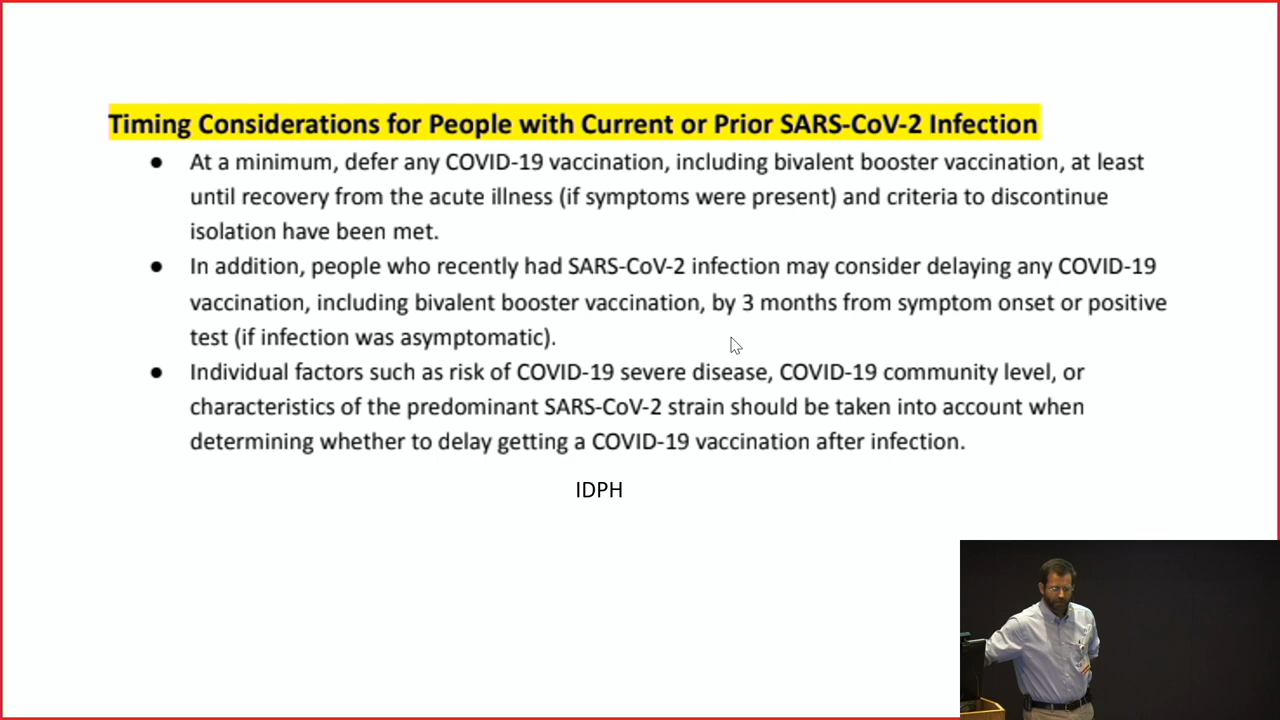 Timing Considerations for People with Current or Prior SARS-CoV-2 Infection
● At a minimum, defer any COVID-19 vaccination, including bivalent booster vaccination, at least
until recovery from the acute illness (if symptoms were present) and criteria to discontinue
isolation have been met.
● In addition, people who recently had SARS-CoV-2 infection may consider delaying any COVID-19
vaccination, including bivalent booster vaccination, by 3 months from symptom onset or positive
test (if infection was asymptomatic).
● Individual factors such as risk of COVID-19 severe disease, COVID-19 community level, or
characteristics of the predominant SARS-CoV-2 strain should be taken into account when
determining whether to delay getting a COVID-19 vaccination after infection.
IDPH